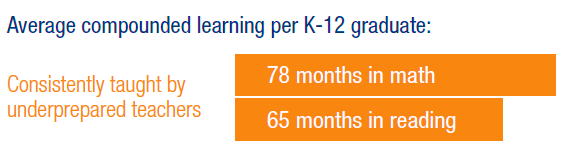 Average compounded learning per K-12 graduate:
Consistently taught by
underprepared teachers
78 months in math
65 months in reading